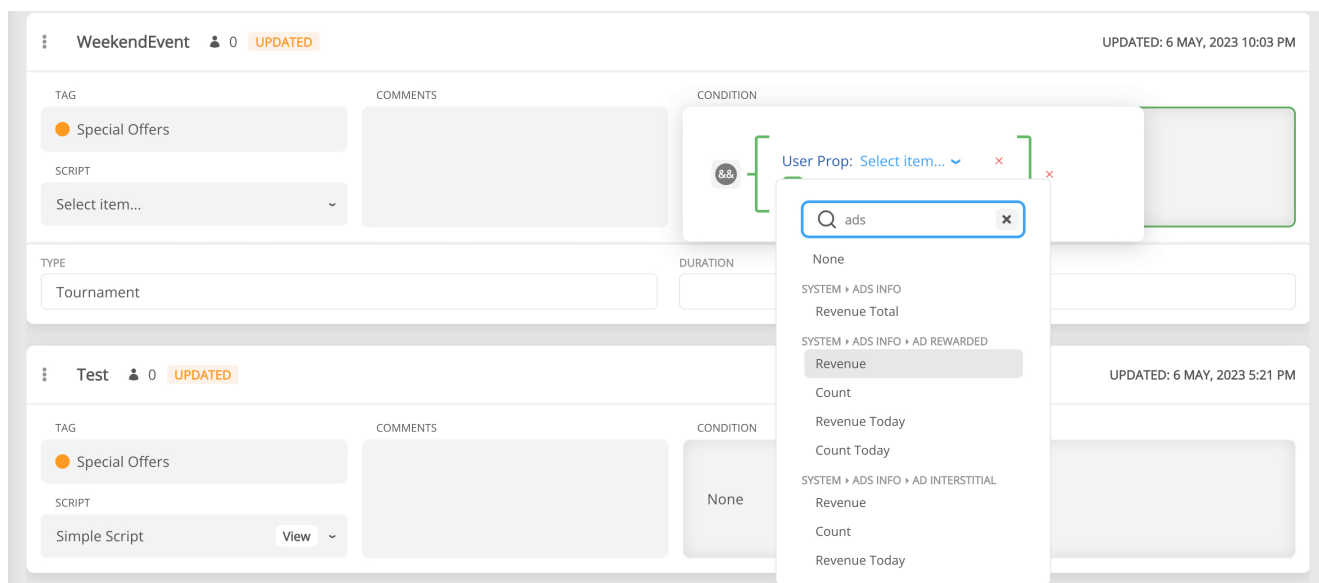 WeekendEvent 0 UPDATED
UPDATED: 6 MAY, 2023 10:03 PM
TAG
Special Offers
SCRIPT
Select item...
COMMENTS
CONDITION
&&
User Prop: Select item...
ads
None
SYSTEM ▸ ADS INFO
Revenue Total
SYSTEM ▸ ADS INFO ▸ AD REWARDED
Revenue
Count
Revenue Today
Count Today
SYSTEM ▸ ADS INFO ▸ AD INTERSTITIAL
Revenue
Count
Revenue Today
TYPE
Tournament
DURATION
Test 0 UPDATED
UPDATED: 6 MAY, 2023 5:21 PM
TAG
Special Offers
SCRIPT
Simple Script View
COMMENTS
CONDITION
None